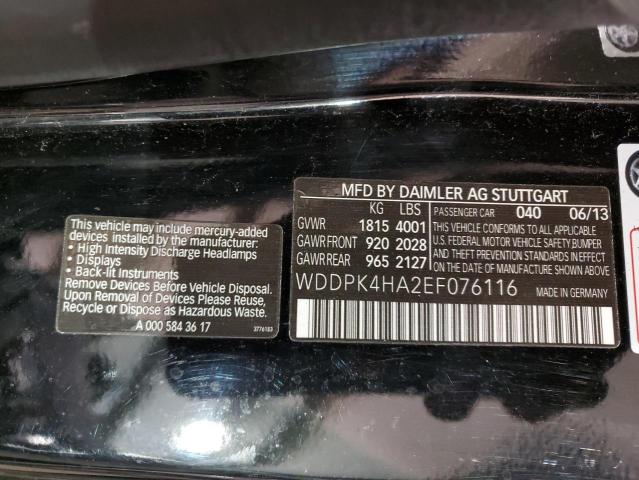 This vehicle may include mercury-added
devices installed by the manufacturer:
• High Intensity Discharge Headlamps
• Displays
• Back-lit Instruments
Remove Devices Before Vehicle Disposal.
Upon Removal of Devices Please Reuse,
Recycle or Dispose as Hazardous Waste.
A 000 584 36 17
3776183
MFD BY DAIMLER AG STUTTGART
KG LBS
GVWR 1815 4001
GAWR FRONT 920 2028
GAWR REAR 965 2127
PASSENGER CAR 040 06/13
THIS VEHICLE CONFORMS TO ALL APPLICABLE
U.S. FEDERAL MOTOR VEHICLE SAFETY, BUMPER
AND THEFT PREVENTION STANDARDS IN EFFECT
ON THE DATE OF MANUFACTURE SHOWN ABOVE
WDDPK4HA2EF076116 MADE IN GERMANY